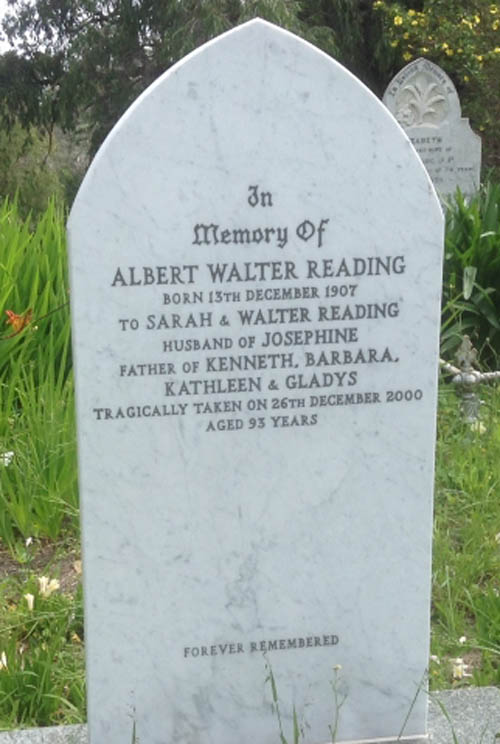 In
Memory Of
ALBERT WALTER READING
BORN 13TH DECEMBER 1907
TO SARAH & WALTER READING
HUSBAND OF JOSEPHINE
FATHER OF KENNETH, BARBARA,
KATHLEEN & GLADYS
TRAGICALLY TAKEN ON 26TH DECEMBER 2000
AGED 93 YEARS
FOREVER REMEMBERED